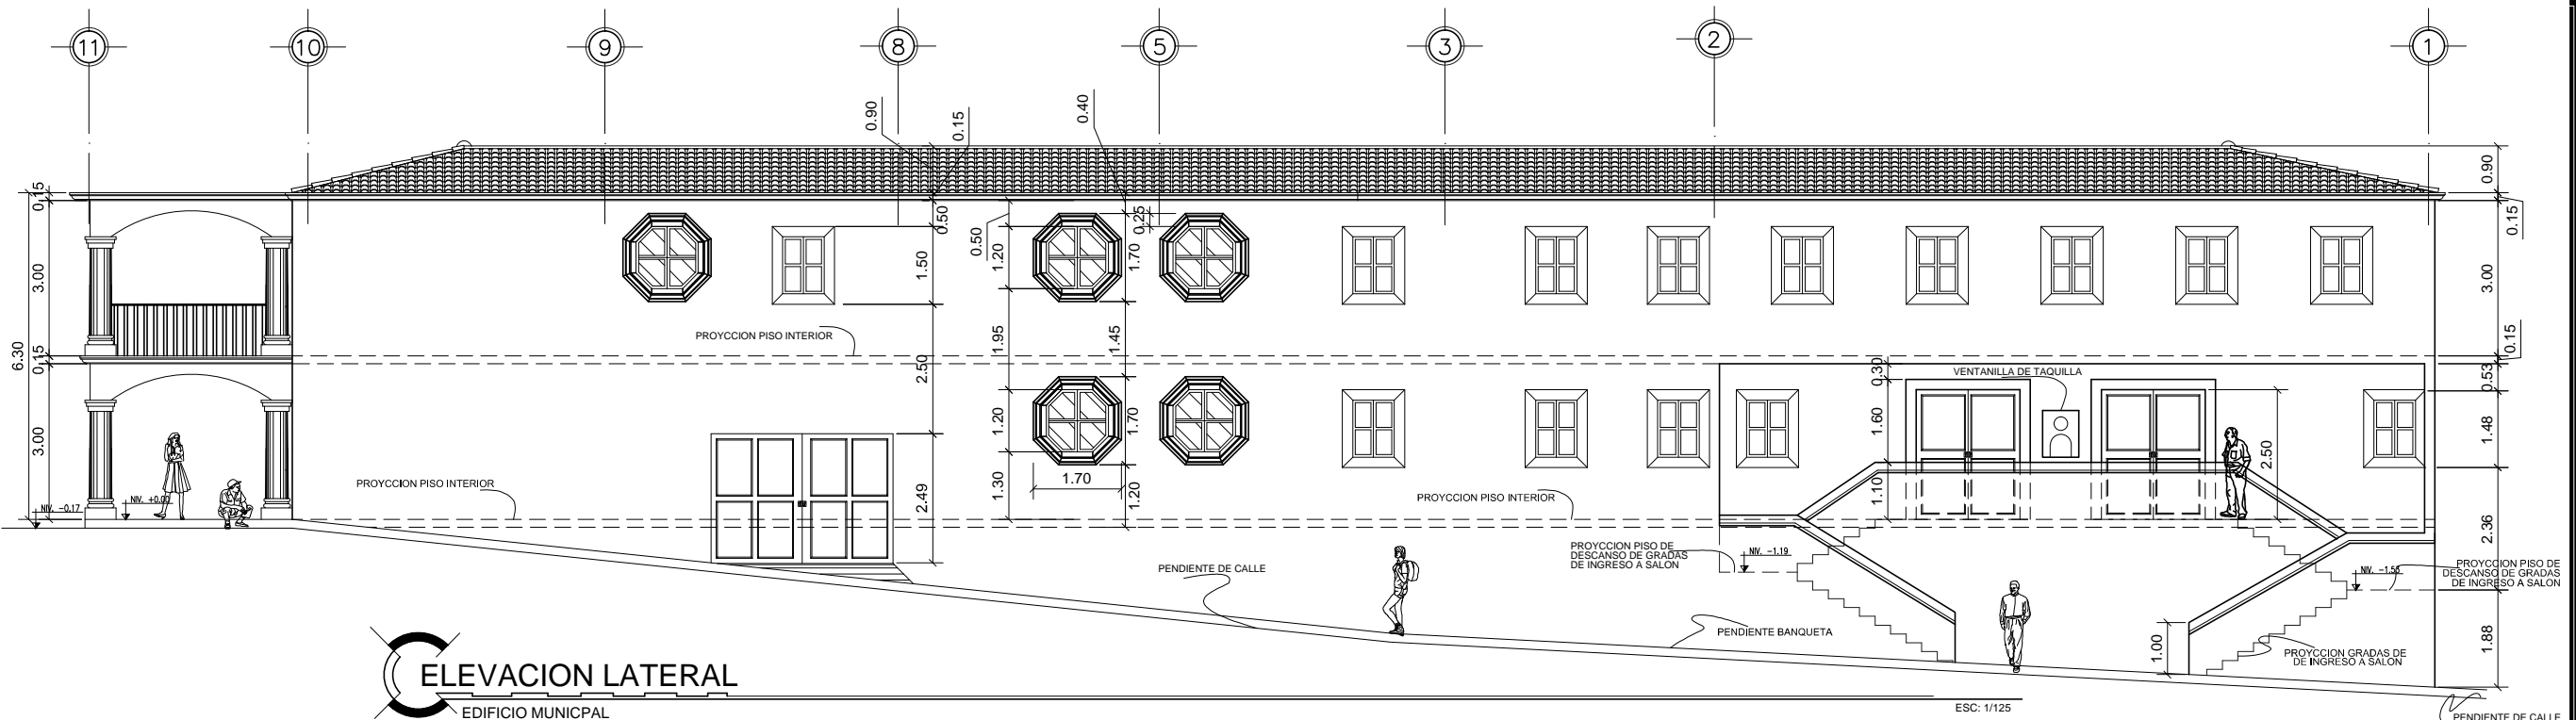 11
10
9
8
5
3
2
1
0.90
0.15
0.40
0.90
0.15
0.50
0.50
0.25
0.15
1.20
1.70
1.50
3.00
3.00
PROYCCION PISO INTERIOR
1.95
1.45
0.15
6.30
0.15
2.50
0.30
VENTANILLA DE TAQUILLA
0.53
1.20
1.70
1.60
1.48
3.00
2.50
PROYCCION PISO INTERIOR
1.70
1.30
1.20
2.49
PROYCCION PISO INTERIOR
1.10
NIV. -0.17
NIV. +0.00
2.36
PROYCCION PISO DE
DESCANSO DE GRADAS
DE INGRESO A SALON
NIV. -1.19
PENDIENTE DE CALLE
NIV. -1.53
PROYCCION PISO DE
DESCANSO DE GRADAS
DE INGRESO A SALON
PENDIENTE BANQUETA
1.00
1.88
PROYCCION GRADAS DE
DE INGRESO A SALON
ELEVACION LATERAL
EDIFICIO MUNICPAL
ESC: 1/125
PENDIENTE DE CALLE